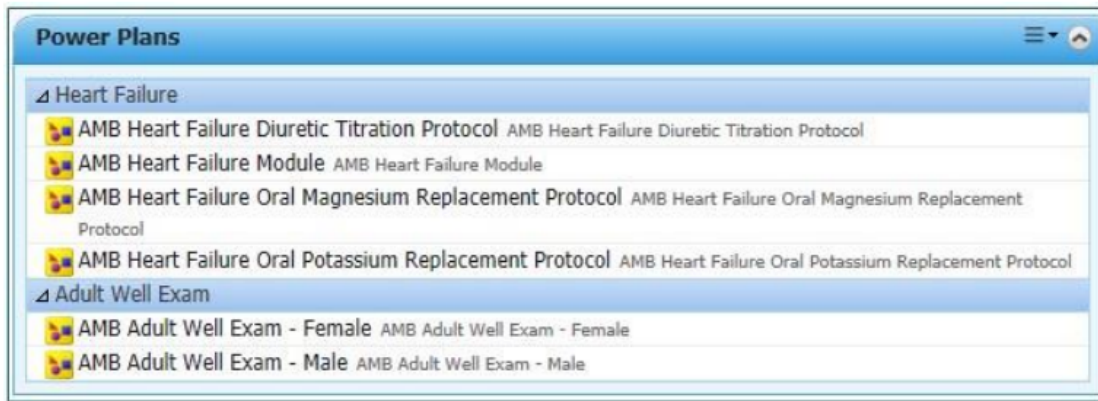 Power Plans
Heart Failure
AMB Heart Failure Diuretic Titration Protocol AMB Heart Failure Diuretic Titration Protocol
AMB Heart Failure Module AMB Heart Failure Module
AMB Heart Failure Oral Magnesium Replacement Protocol AMB Heart Failure Oral Magnesium Replacement
Protocol
AMB Heart Failure Oral Potassium Replacement Protocol AMB Heart Failure Oral Potassium Replacement Protocol
Adult Well Exam
AMB Adult Well Exam - Female AMB Adult Well Exam - Female
AMB Adult Well Exam - Male AMB Adult Well Exam - Male